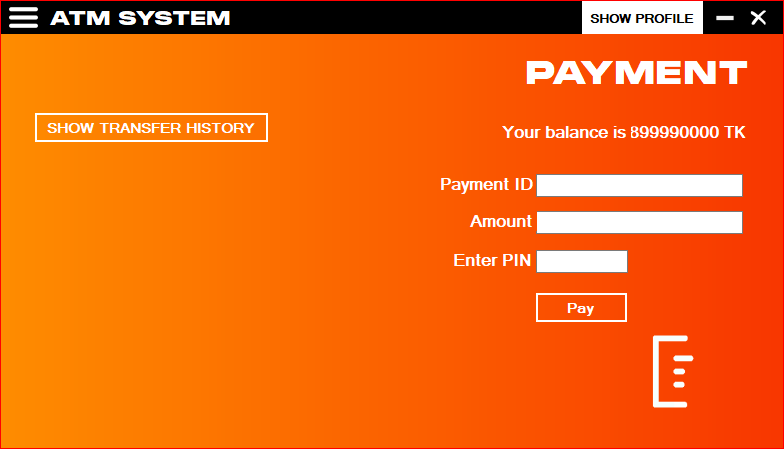 ATM SYSTEM
SHOW PROFILE
PAYMENT
SHOW TRANSFER HISTORY
Your balance is 899990000 TK
Payment ID
Amount
Enter PIN
Pay